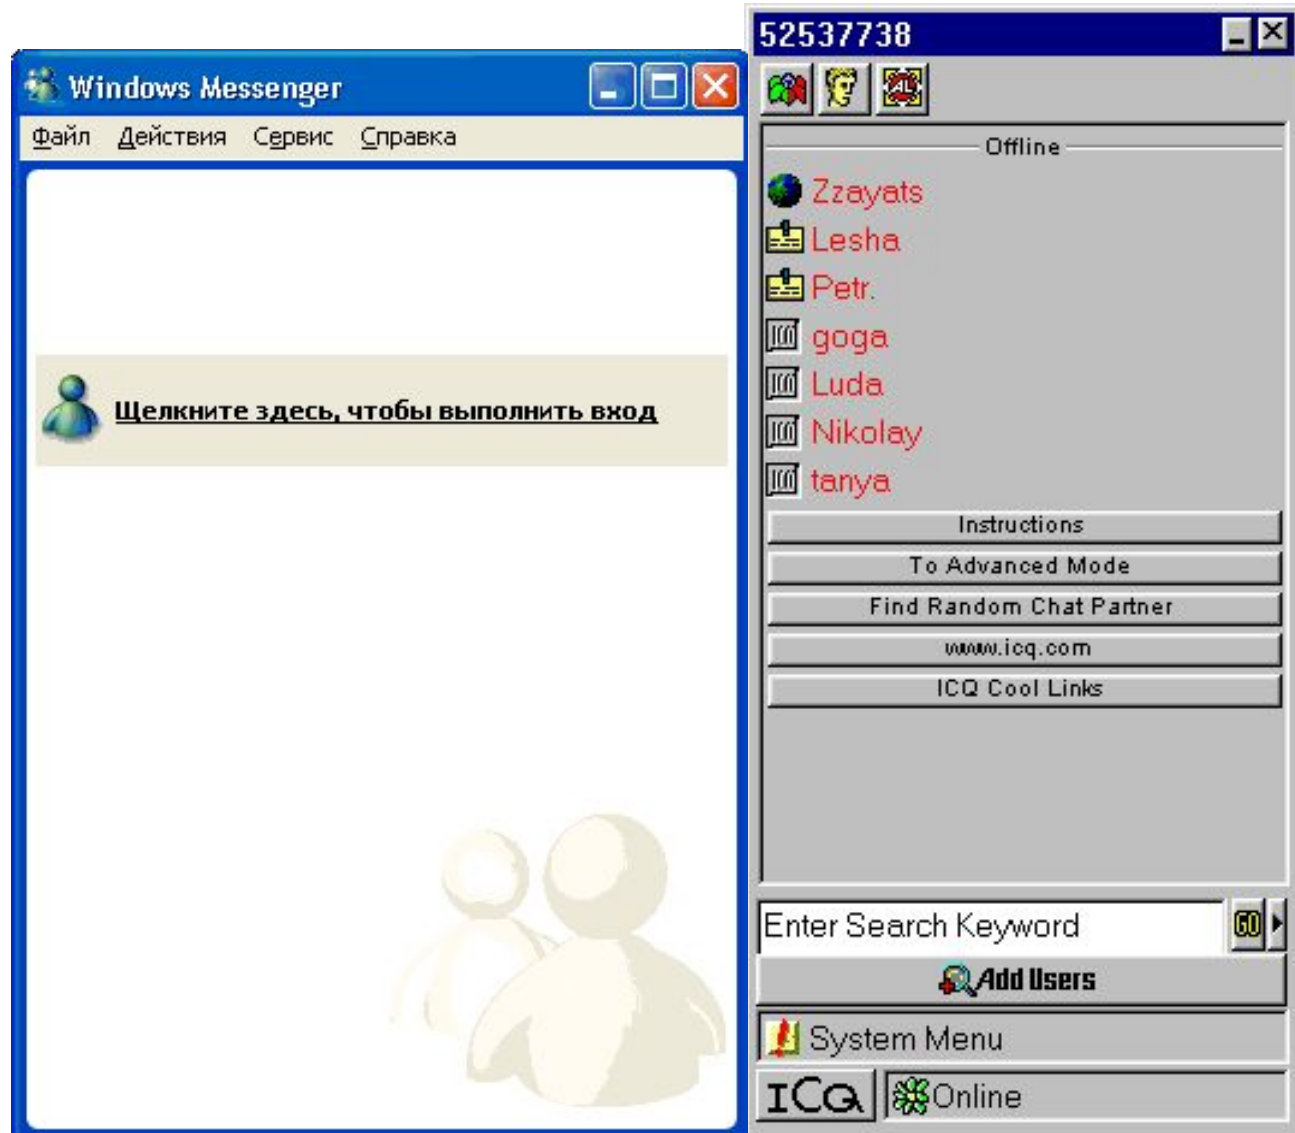 Windows Messenger
Файл Действия Сервис Справка
Щелкните здесь, чтобы выполнить вход
52537738
Offline
Zzayats
Lesha
Petr.
goga
Luda
Nikolay
tanya
Instructions
To Advanced Mode
Find Random Chat Partner
www.icq.com
ICQ Cool Links
Enter Search Keyword
GO
Add Users
System Menu
ICQ Online